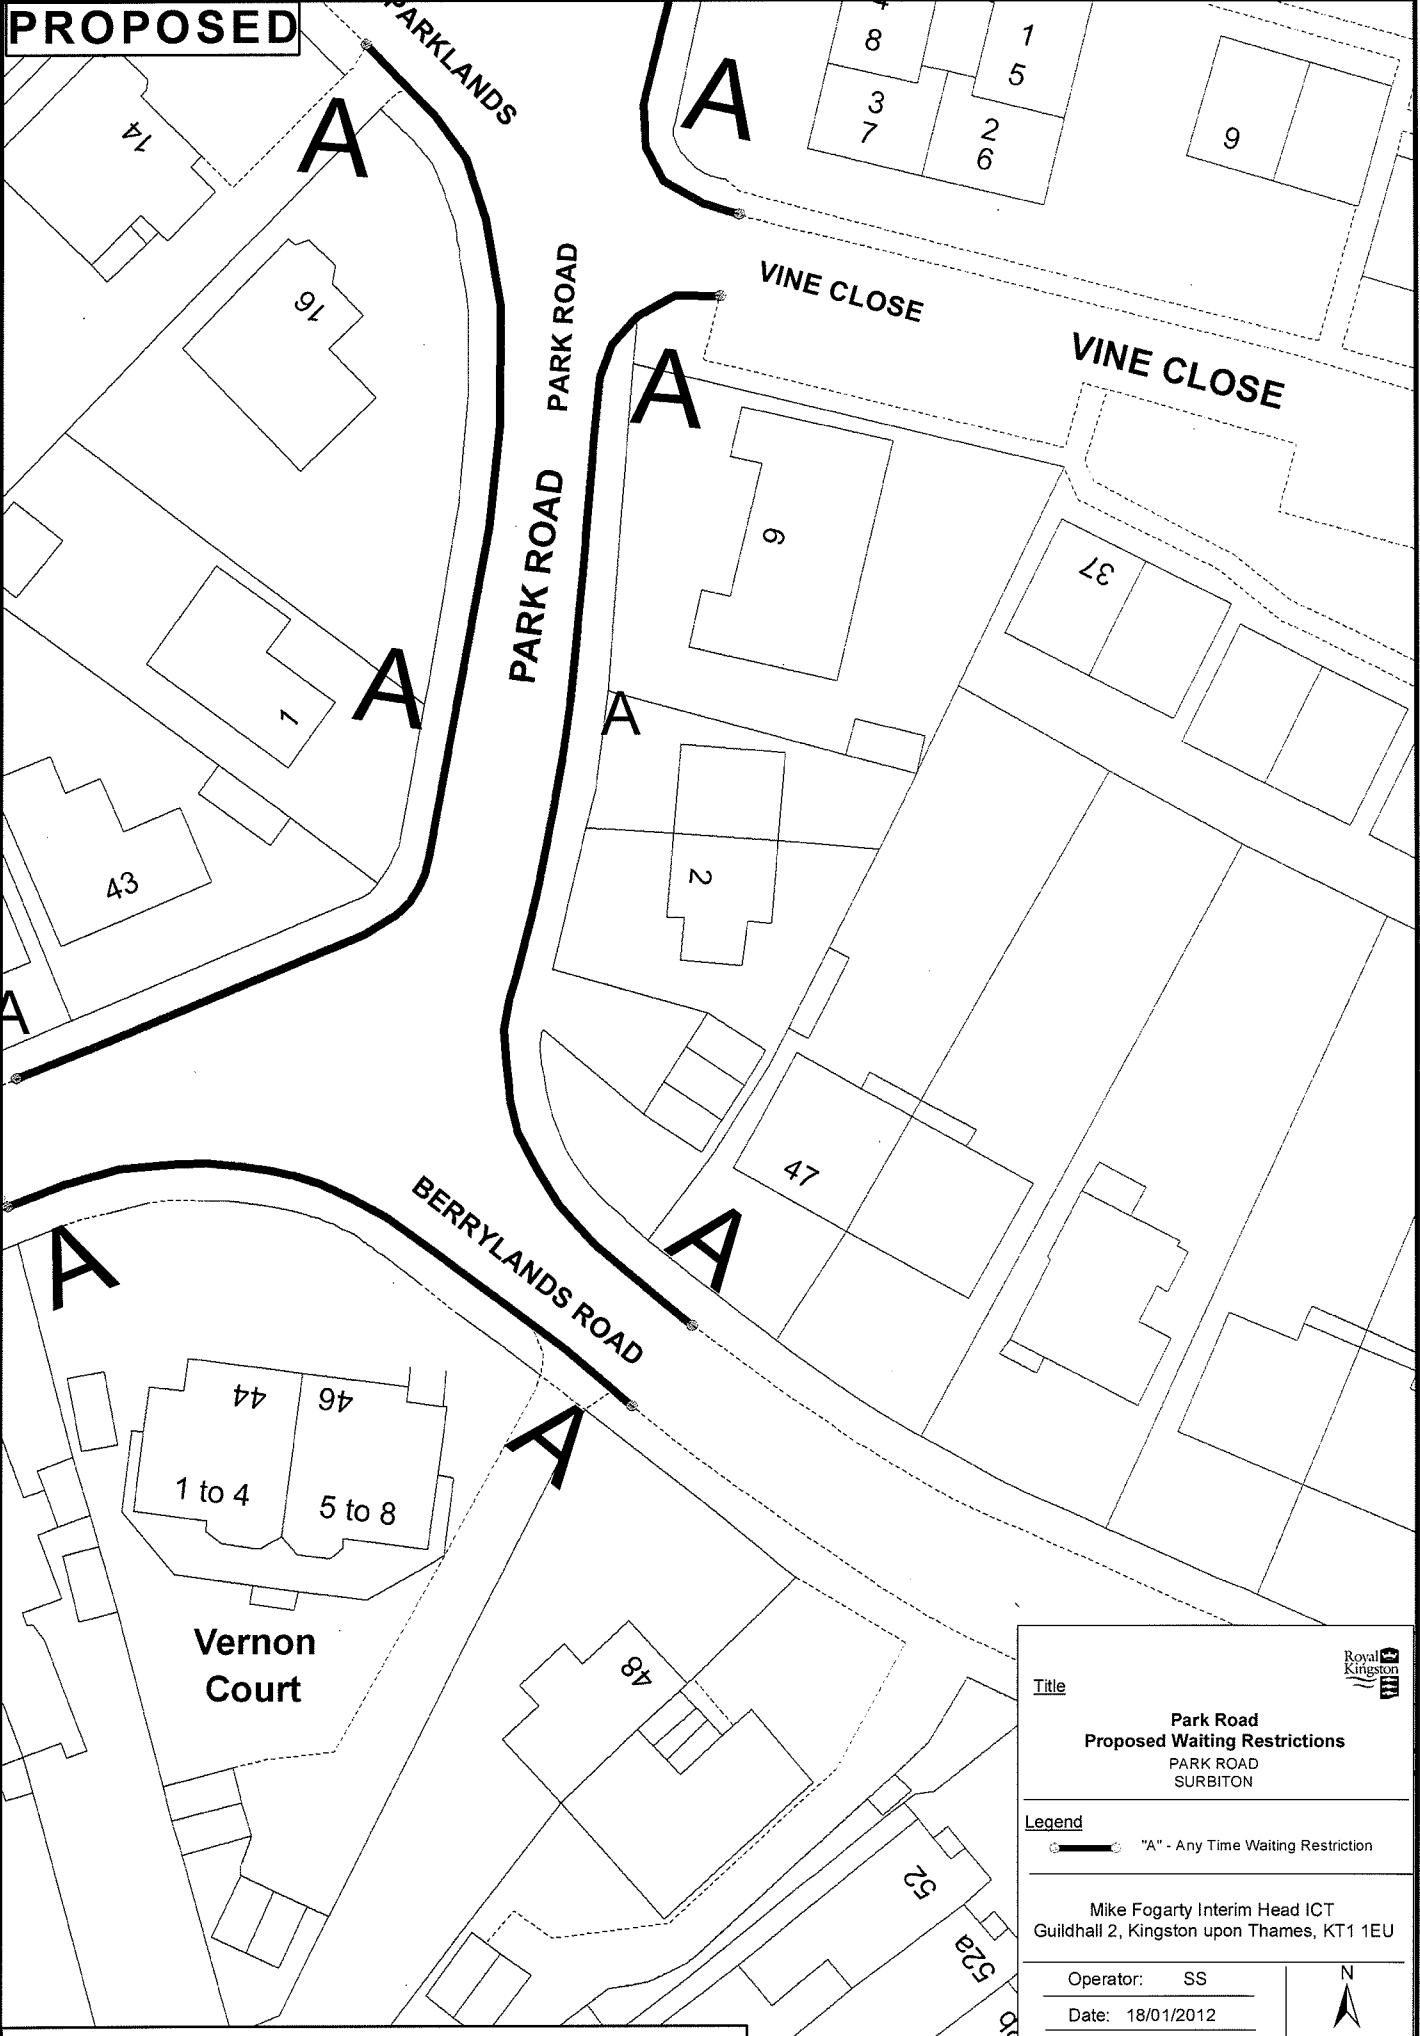 PROPOSED
PARKLANDS
A
A
4
8
1
5
3
7
2
6
9
14
16
PARK ROAD
VINE CLOSE
VINE CLOSE
A
6
PARK ROAD
37
A
A
1
2
43
A
47
BERRYLANDS ROAD
A
A
A
44
46
1 to 4
5 to 8
Vernon
Court
48
52
52a
Title
Royal
Kingston
Park Road
Proposed Waiting Restrictions
PARK ROAD
SURBITON
Legend
"A" - Any Time Waiting Restriction
Mike Fogarty Interim Head ICT
Guildhall 2, Kingston upon Thames, KT1 1EU
Operator: SS
Date: 18/01/2012
N